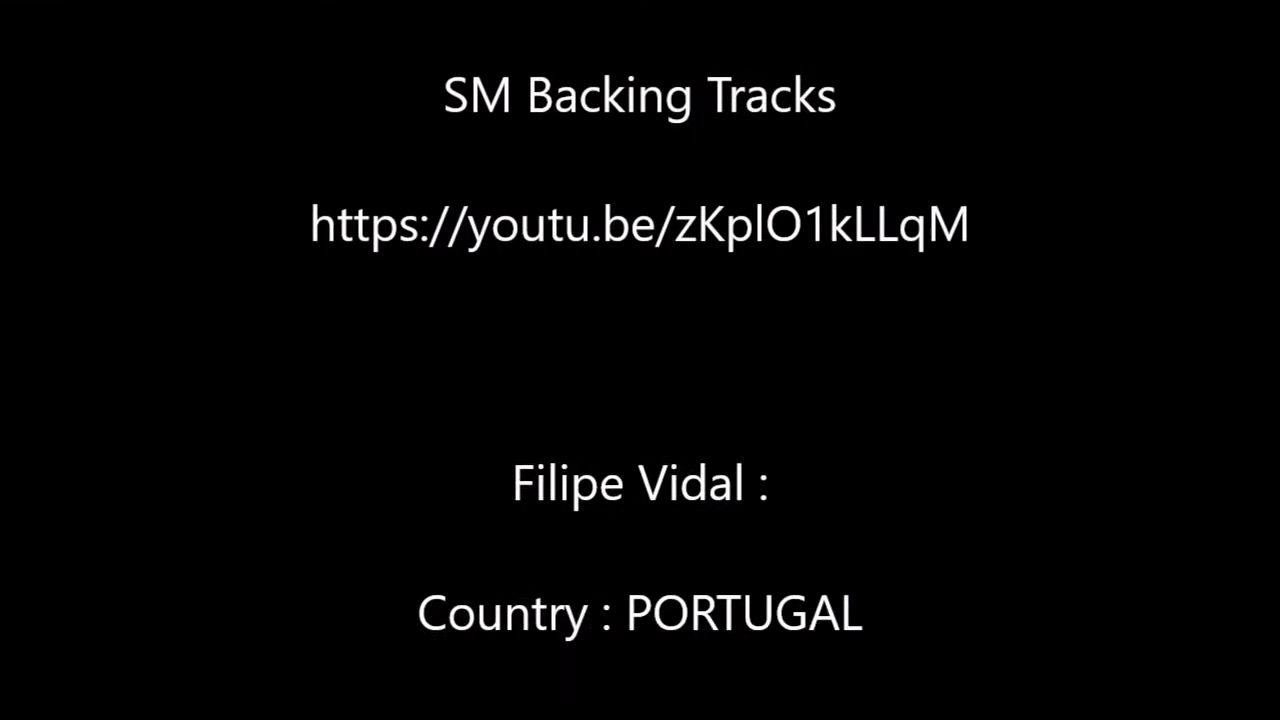 SM Backing Tracks
https://youtu.be/zKplO1kLLqM
Filipe Vidal :
Country : PORTUGAL